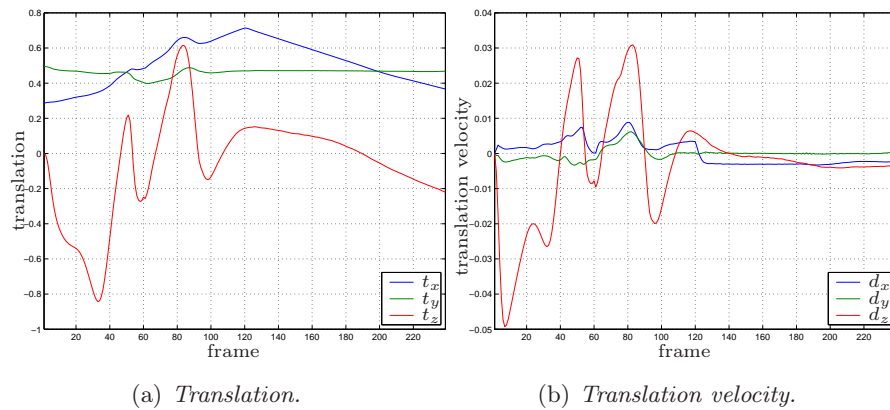 0.8
0.6
0.4
0.2
0
−0.2
−0.4
−0.6
−0.8
−1
translation
20 40 60 80 100 120 140 160 180 200 220
frame
t_x
t_y
t_z
(a) Translation.
0.04
0.03
0.02
0.01
0
−0.01
−0.02
−0.03
−0.04
−0.05
translation velocity
20 40 60 80 100 120 140 160 180 200 220
frame
d_x
d_y
d_z
(b) Translation velocity.